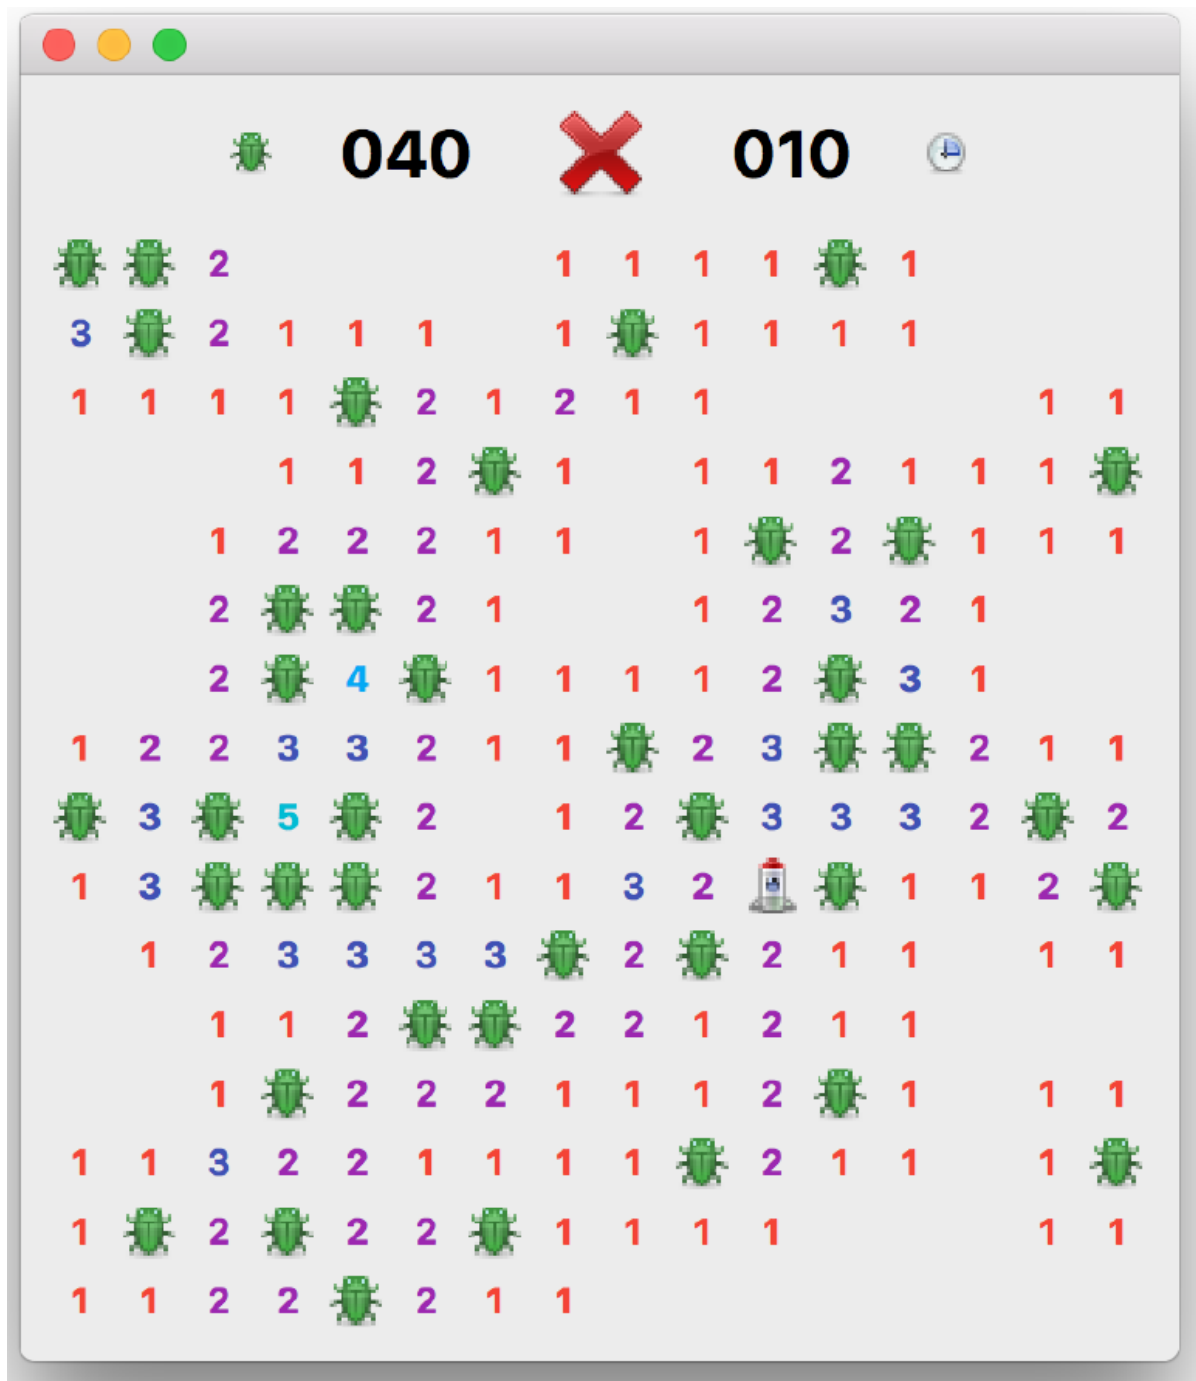 040 010
2 1 1 1 1 1
3 2 1 1 1 1 1 1 1 1
1 1 1 1 2 1 2 1 1 1 1
1 1 2 1 1 1 2 1 1 1
1 2 2 2 1 1 1 2 1 1 1
2 2 1 1 2 3 2 1
2 4 1 1 1 1 2 3 1
1 2 2 3 3 2 1 1 2 3 2 1 1
3 5 2 1 2 3 3 3 2 2
1 3 2 1 1 3 2 1 1 2
1 2 3 3 3 3 2 2 1 1 1 1
1 1 2 2 2 1 2 1 1
1 2 2 2 1 1 1 2 1 1 1
1 1 3 2 2 1 1 1 1 2 1 1 1
1 2 2 2 1 1 1 1 1 1
1 1 2 2 2 1 1